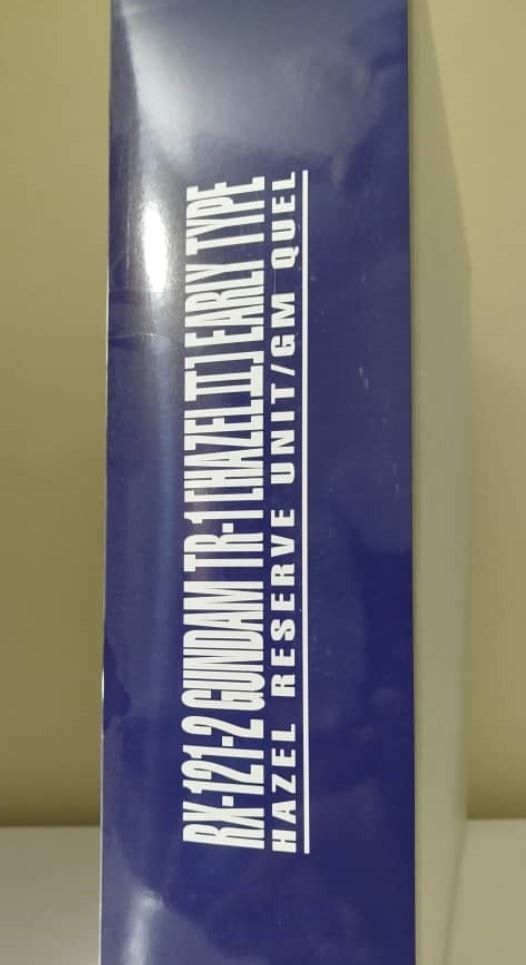 RX-121-2 GUNDAM TR-1 [HAZEL II] EARLY TYPE
HAZEL RESERVE UNIT/GM QUEL